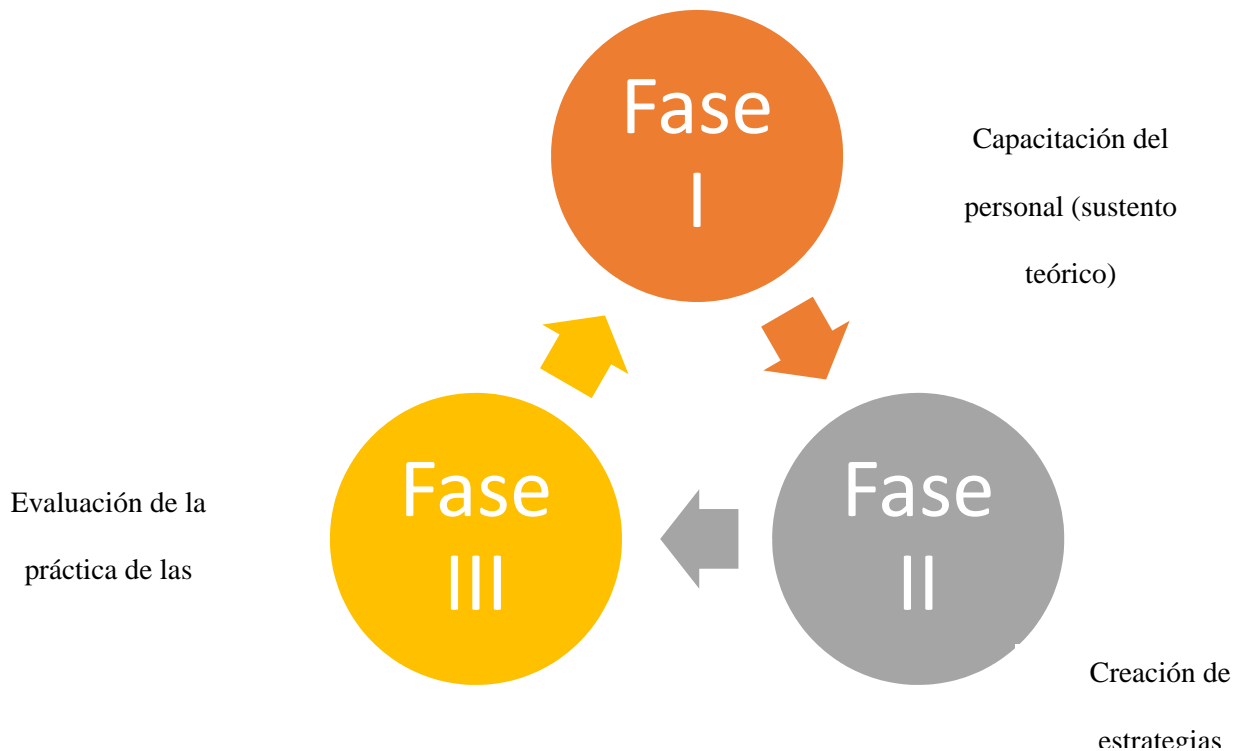 Fase
I
Capacitación del
personal (sustento
teórico)
Fase
III
Fase
II
Evaluación de la
práctica de las
Creación de
estrategias